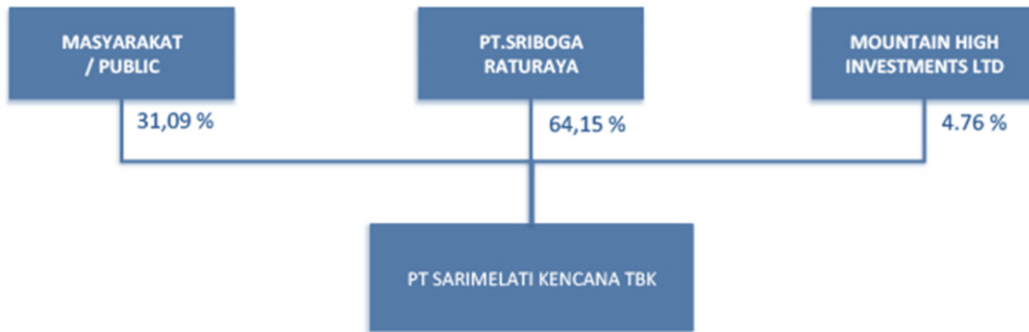 MASYARAKAT
/ PUBLIC
PT.SRIBOGA
RATURAYA
MOUNTAIN HIGH
INVESTMENTS LTD
31,09 %
64,15 %
4.76 %
PT SARIMELATI KENCANA TBK